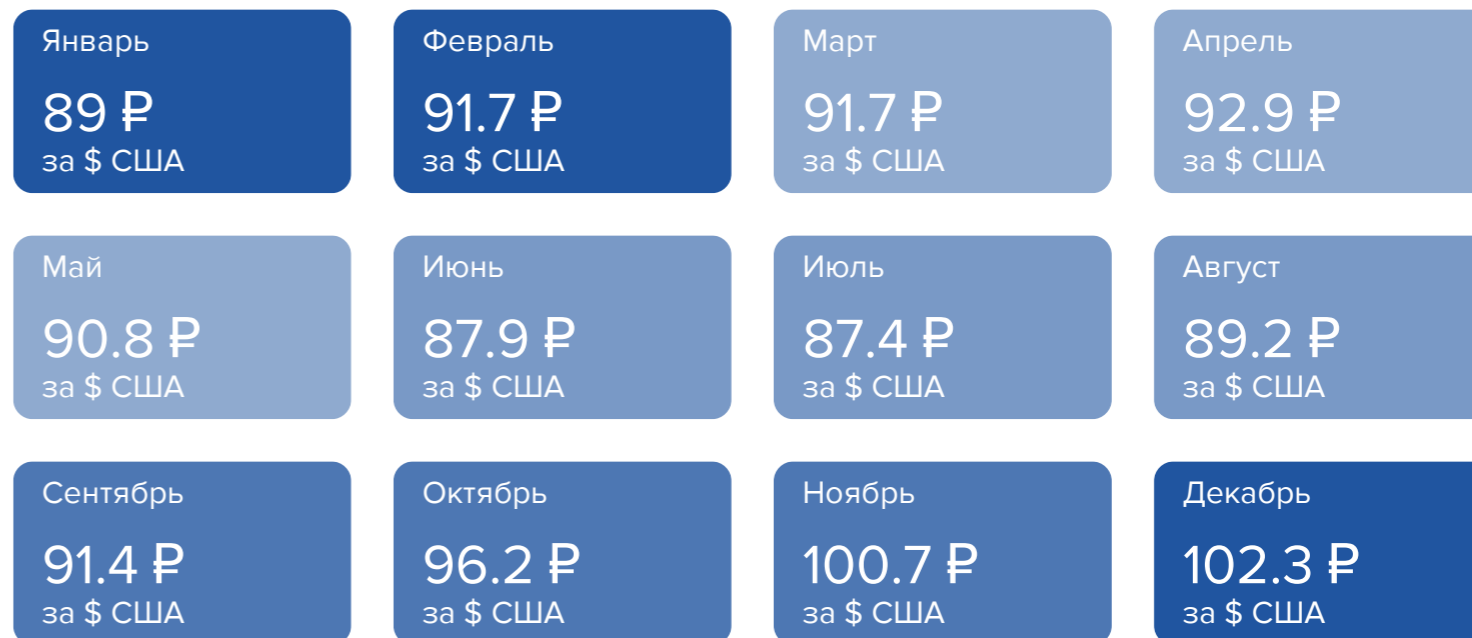 Январь
89 ₽
за $ США
Февраль
91.7 ₽
за $ США
Март
91.7 ₽
за $ США
Апрель
92.9 ₽
за $ США
Май
90.8 ₽
за $ США
Июнь
87.9 ₽
за $ США
Июль
87.4 ₽
за $ США
Август
89.2 ₽
за $ США
Сентябрь
91.4 ₽
за $ США
Октябрь
96.2 ₽
за $ США
Ноябрь
100.7 ₽
за $ США
Декабрь
102.3 ₽
за $ США